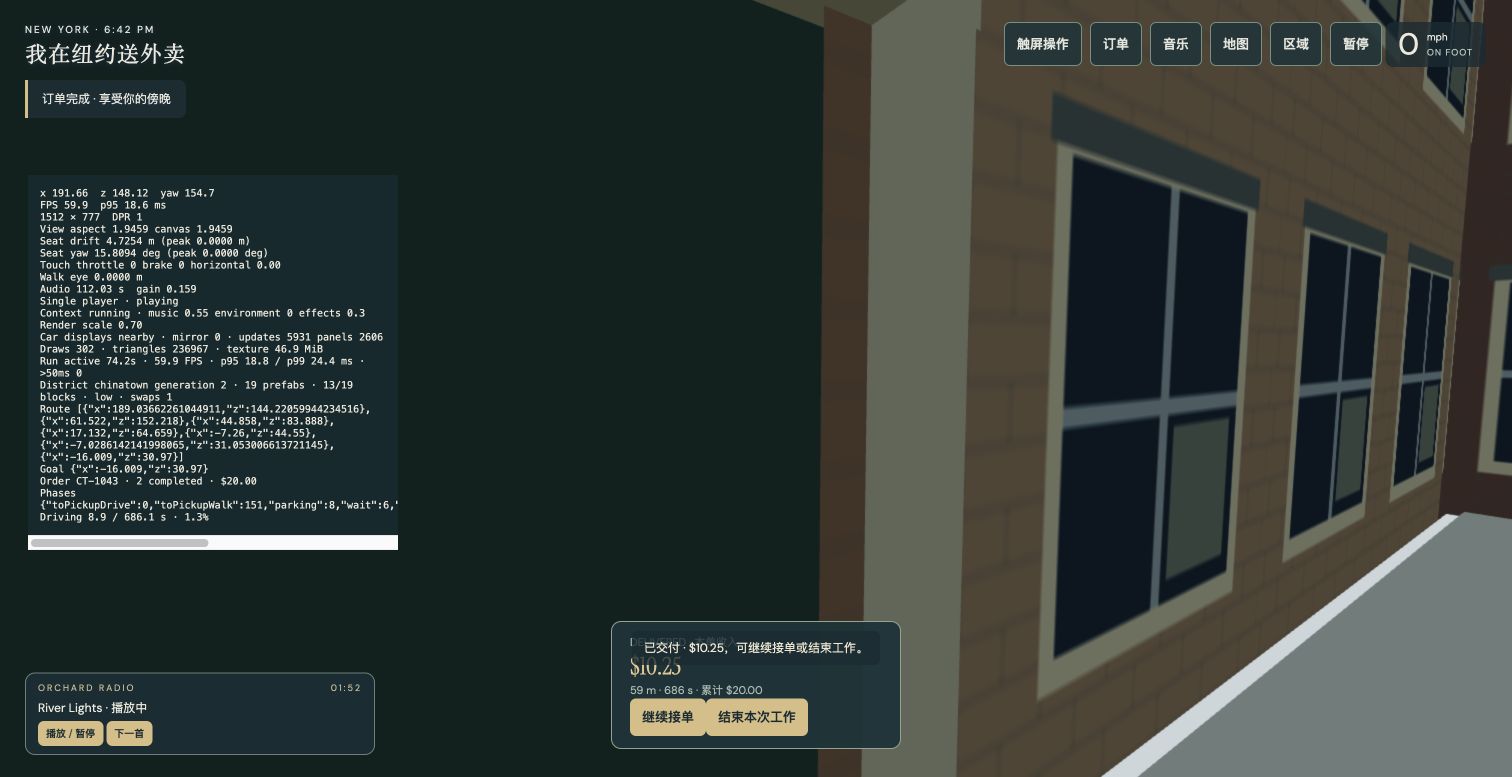 NEW YORK · 6:42 PM
我在纽约送外卖
订单完成 · 享受你的傍晚
触屏操作
订单
音乐
地图
区域
暂停
0 mph
ON FOOT
x 191.66  z 148.12  yaw 154.7
FPS 59.9  p95 18.6 ms
1512 × 777  DPR 1
View aspect 1.9459 canvas 1.9459
Seat drift 4.7254 m (peak 0.0000 m)
Seat yaw 15.8094 deg (peak 0.0000 deg)
Touch throttle 0 brake 0 horizontal 0.00
Walk eye 0.0000 m
Audio 112.03 s  gain 0.159
Single player · playing
Context running · music 0.55 environment 0 effects 0.3
Render scale 0.70
Car displays nearby · mirror 0 · updates 5931 panels 2606
Draws 302 · triangles 236967 · texture 46.9 MiB
Run active 74.2s · 59.9 FPS · p95 18.8 / p99 24.4 ms ·
>50ms 0
District chinatown generation 2 · 19 prefabs · 13/19
blocks · low · swaps 1
Route [{"x":189.03662261044911,"z":144.22059944234516},
{"x":61.522,"z":152.218},{"x":44.858,"z":83.888},
{"x":17.132,"z":64.659},{"x":-7.26,"z":44.55},
{"x":-7.0286142141998065,"z":31.053006613721145},
{"x":-16.009,"z":30.97}]
Goal {"x":-16.009,"z":30.97}
Order CT-1043 · 2 completed · $20.00
Phases
{"toPickupDrive":0,"toPickupWalk":151,"parking":8,"wait":6,"
Driving 8.9 / 686.1 s · 1.3%
DELIVERED · 本单收入
已交付 · $10.25，可继续接单或结束工作。
$10.25
59 m · 686 s · 累计 $20.00
继续接单
结束本次工作
ORCHARD RADIO
01:52
River Lights · 播放中
播放 / 暂停
下一首